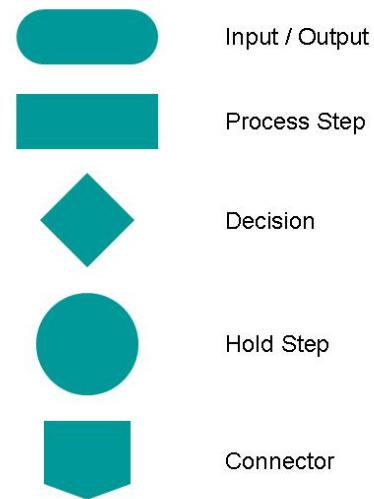 Input / Output
Process Step
Decision
Hold Step
Connector